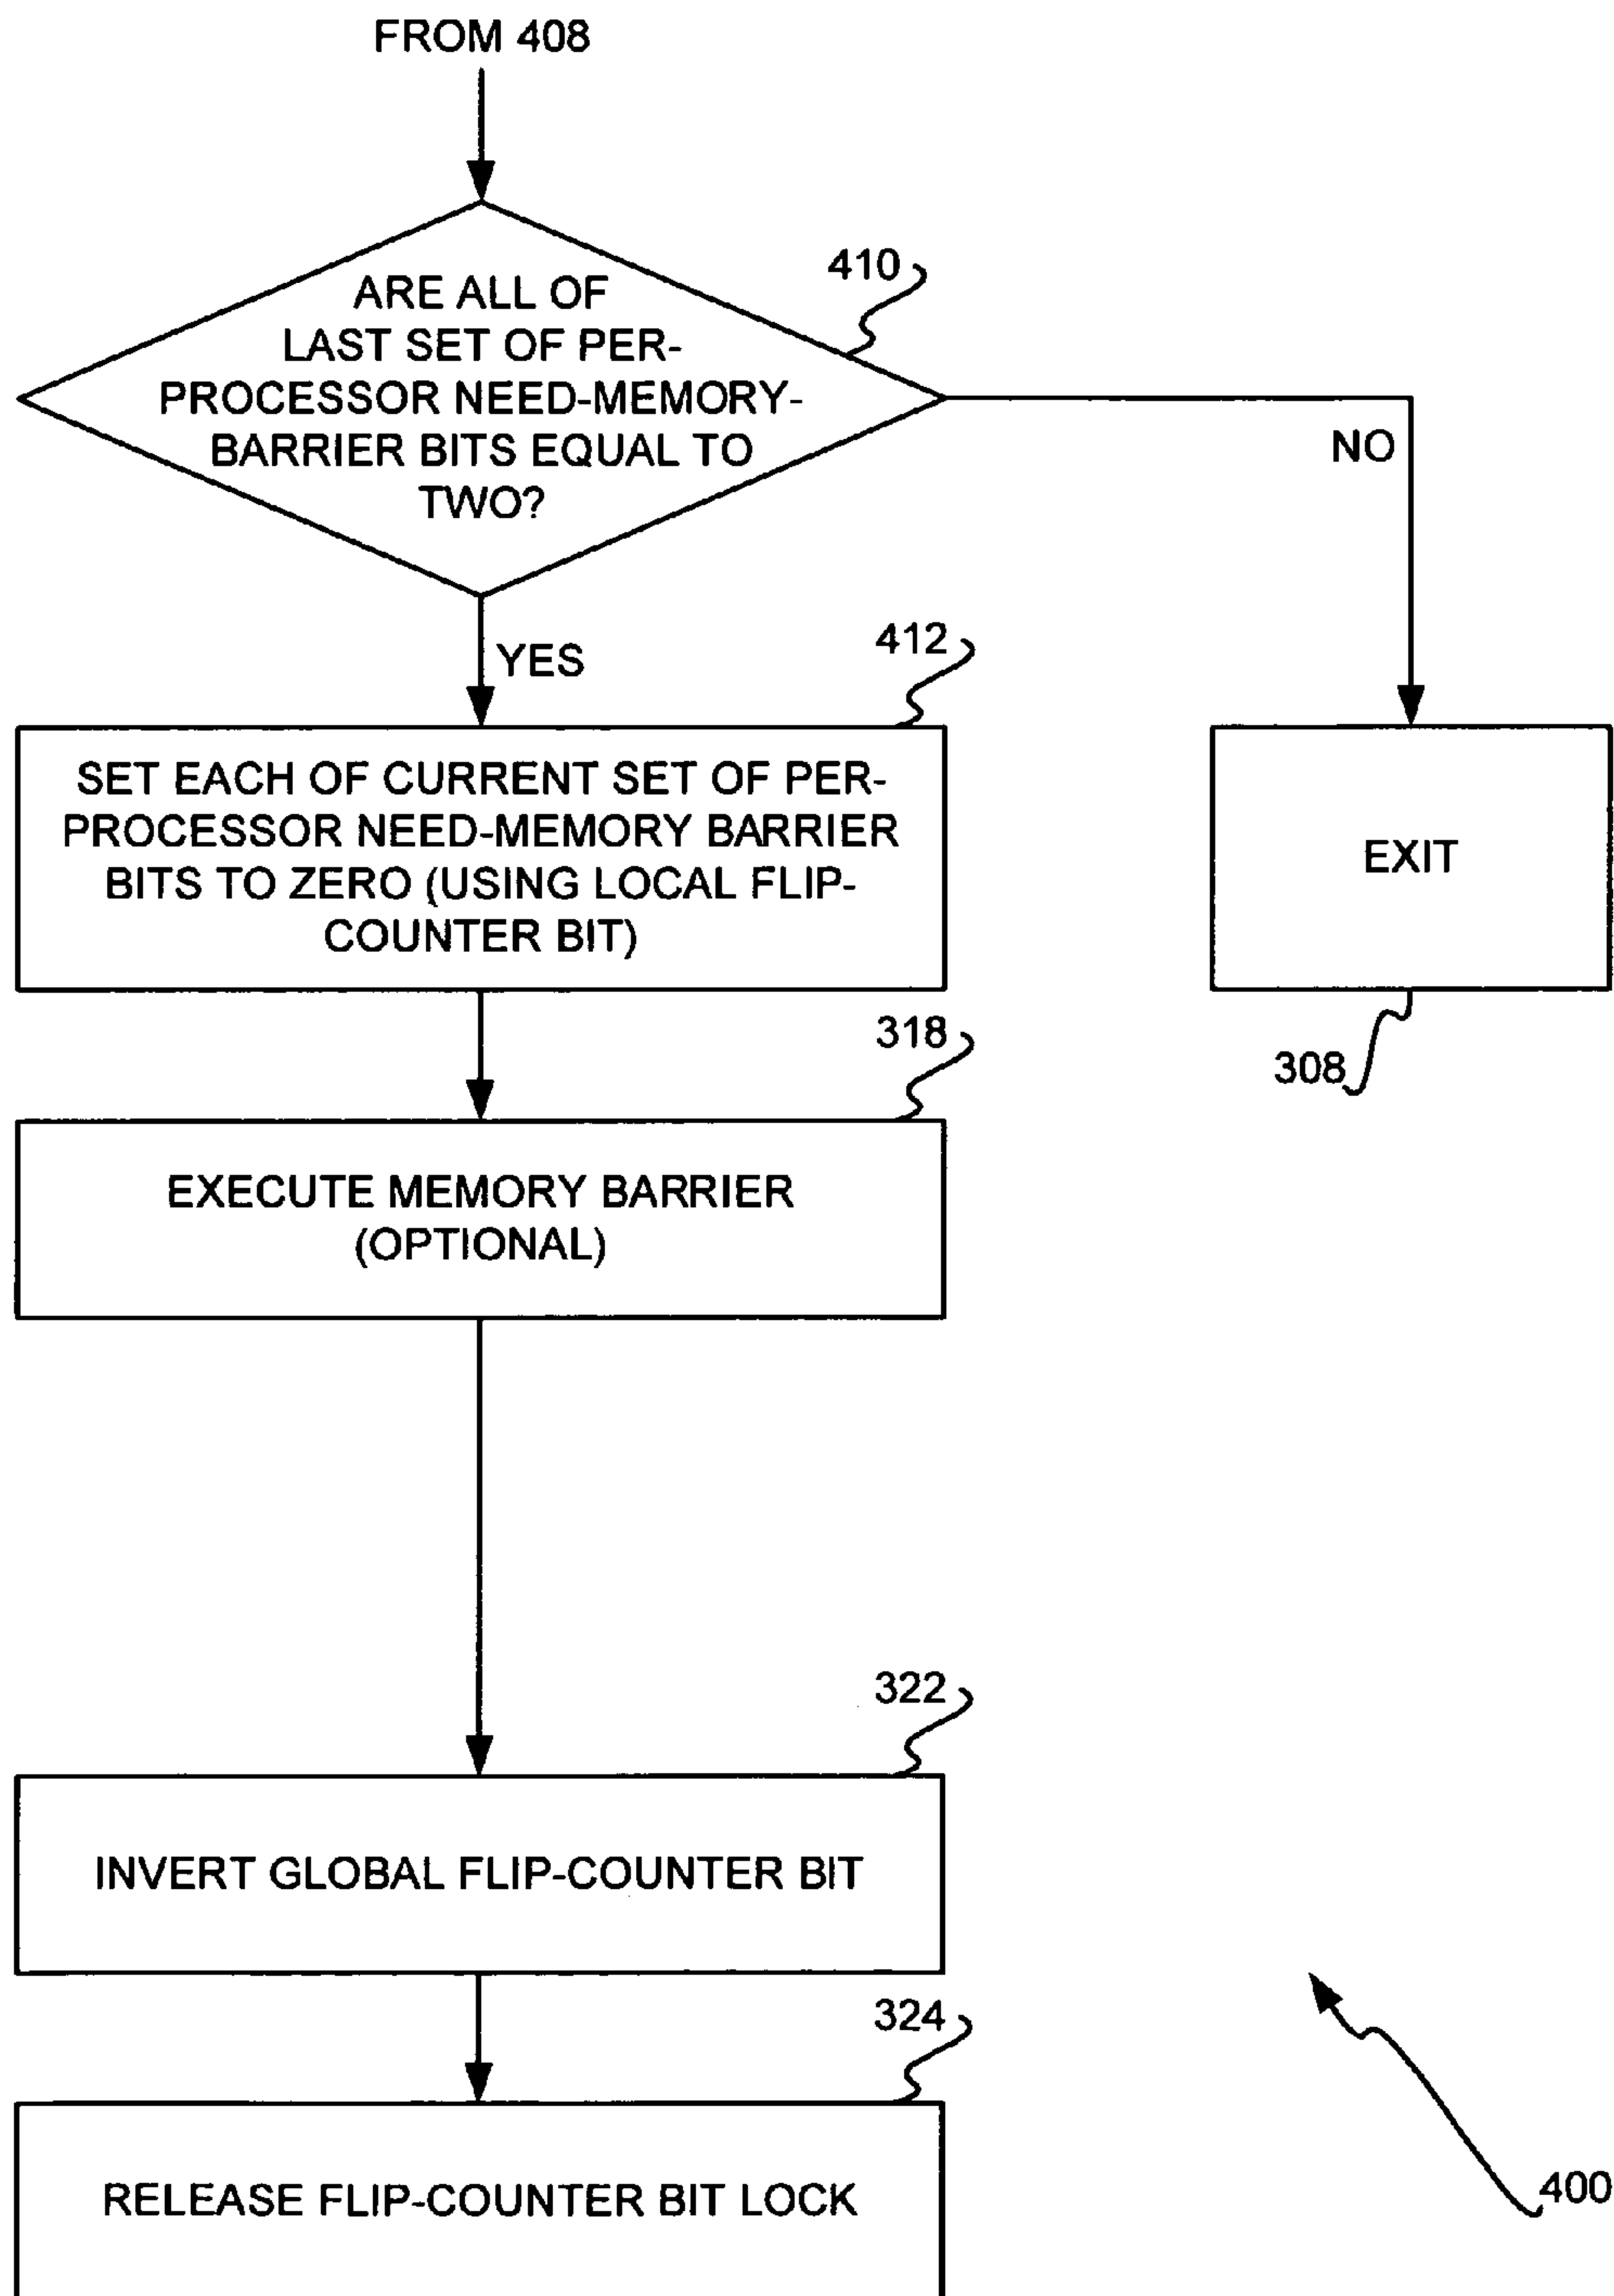 FROM 408
410
ARE ALL OF
LAST SET OF PER-
PROCESSOR NEED-MEMORY-
BARRIER BITS EQUAL TO
TWO?
NO
YES
412
SET EACH OF CURRENT SET OF PER-
PROCESSOR NEED-MEMORY BARRIER
BITS TO ZERO (USING LOCAL FLIP-
COUNTER BIT)
EXIT
308
318
EXECUTE MEMORY BARRIER
(OPTIONAL)
322
INVERT GLOBAL FLIP-COUNTER BIT
324
RELEASE FLIP-COUNTER BIT LOCK
400